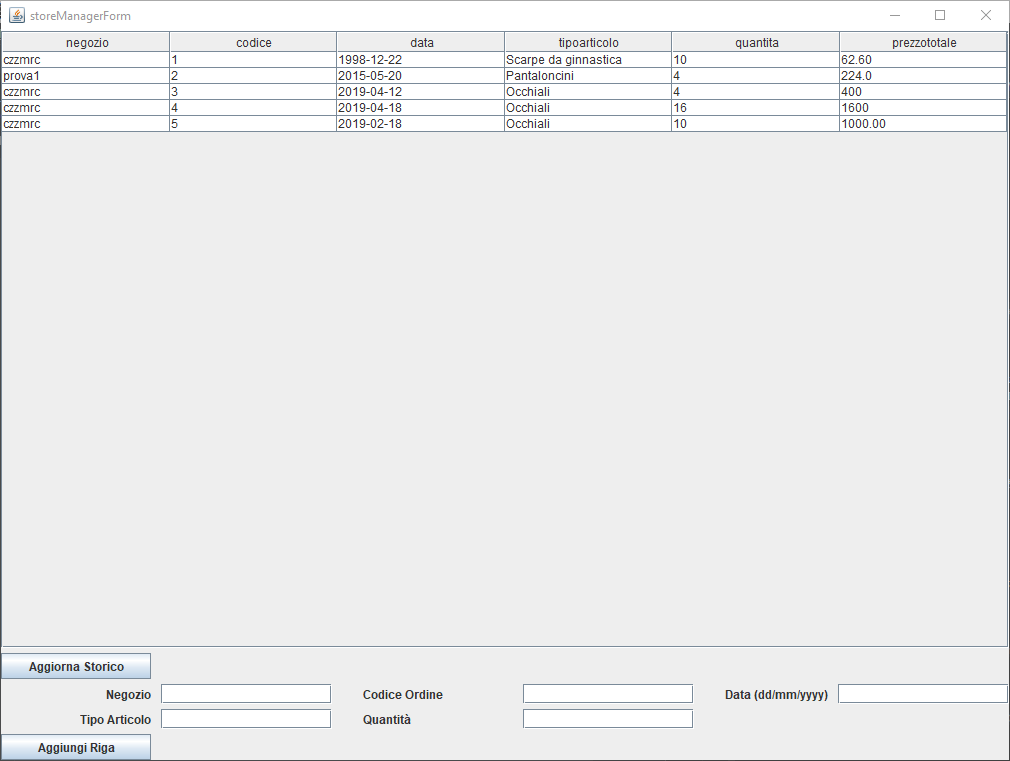 storeManagerForm
negozio codice data tipoarticolo quantita prezzototale
czzmrc 1 1998-12-22 Scarpe da ginnastica 10 62.60
prova1 2 2015-05-20 Pantaloncini 4 224.0
czzmrc 3 2019-04-12 Occhiali 4 400
czzmrc 4 2019-04-18 Occhiali 16 1600
czzmrc 5 2019-02-18 Occhiali 10 1000.00
Aggiorna Storico
Negozio Codice Ordine Data (dd/mm/yyyy)
Tipo Articolo Quantità
Aggiungi Riga